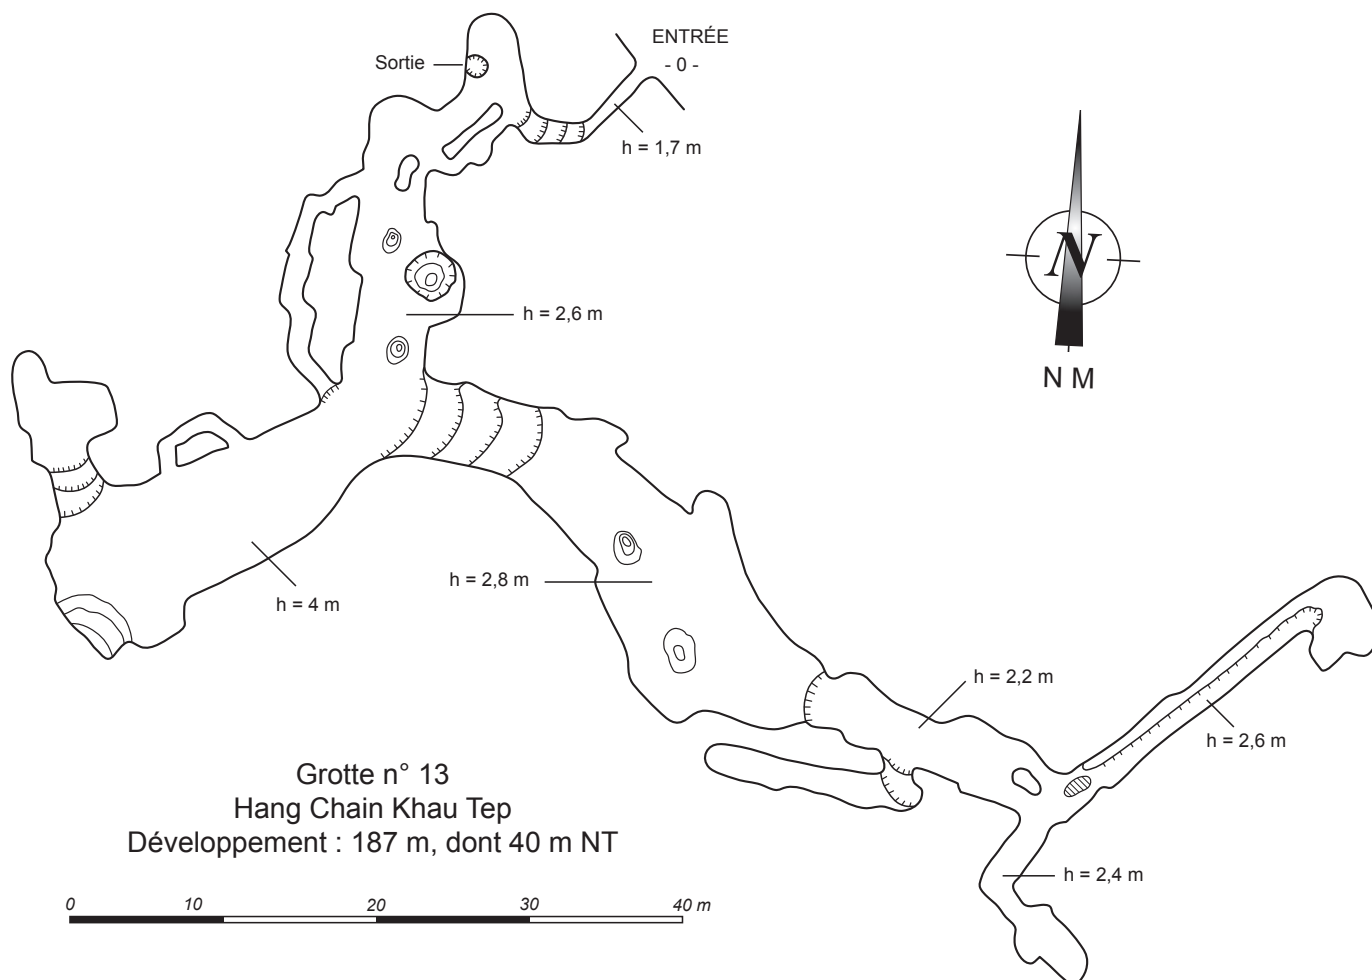 ENTRÉE
- 0 -
Sortie
h = 1,7 m
N
N M
h = 2,6 m
h = 2,8 m
h = 4 m
h = 2,2 m
h = 2,6 m
h = 2,4 m
Grotte n° 13
Hang Chain Khau Tep
Développement : 187 m, dont 40 m NT
0 10 20 30 40 m